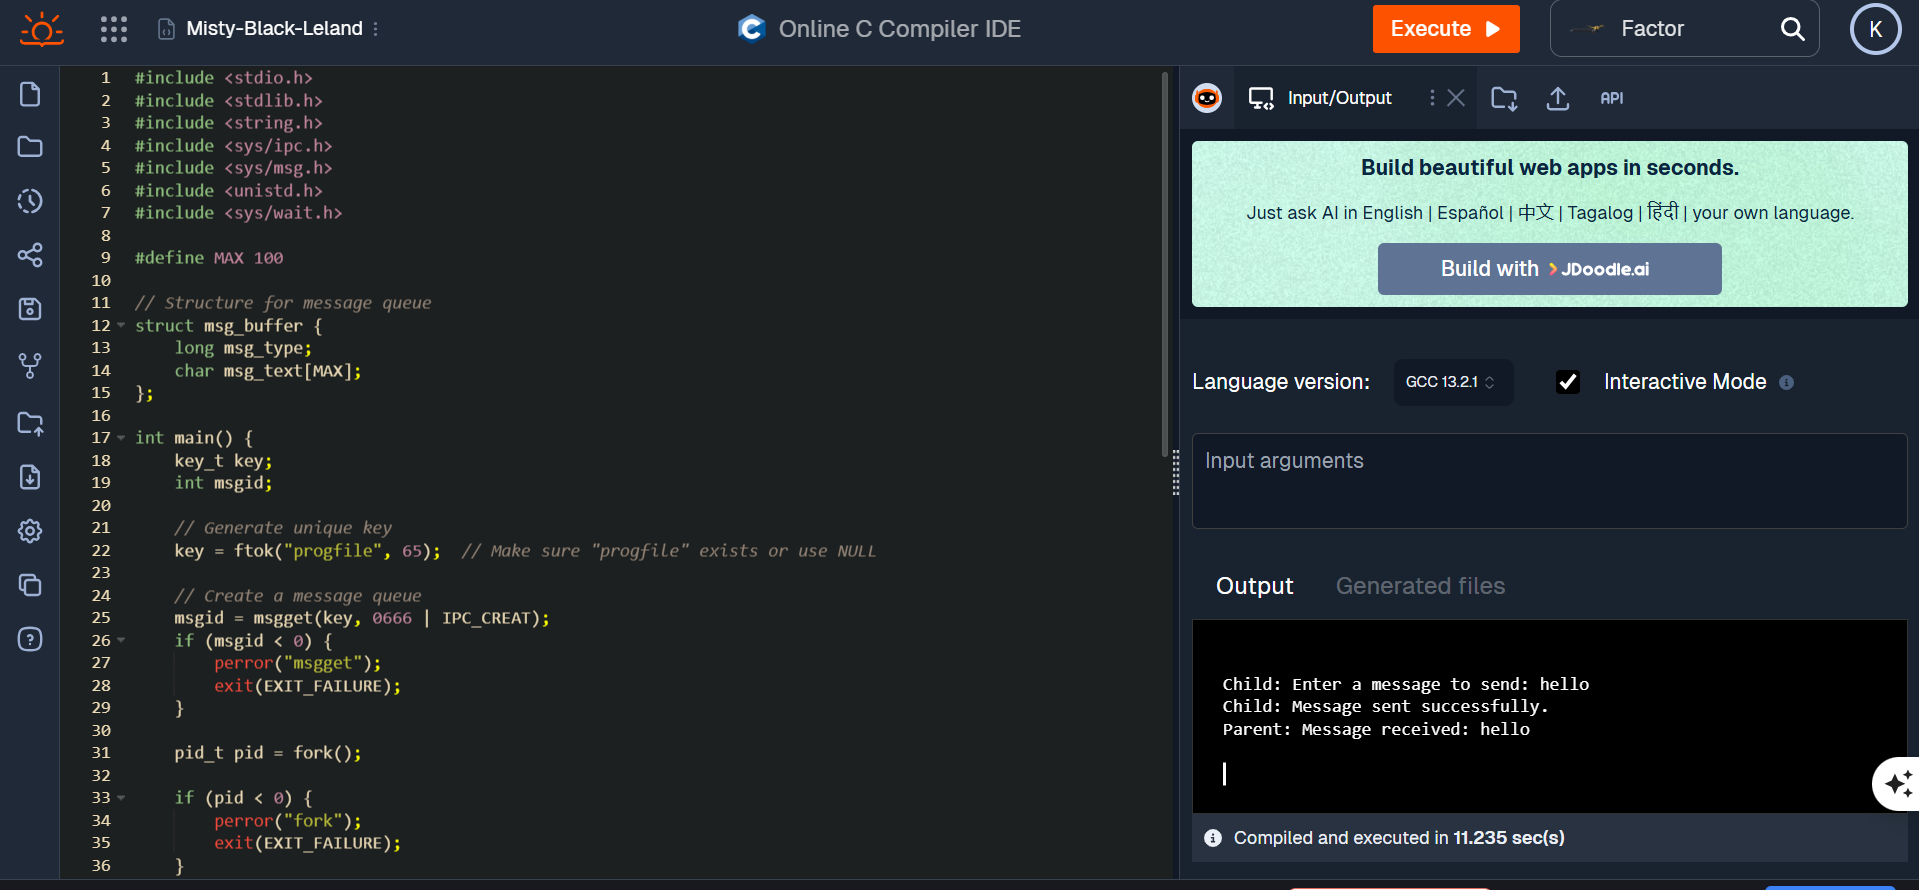 Misty-Black-Leland
Online C Compiler IDE
Execute
Factor
K
1 #include <stdio.h>
2 #include <stdlib.h>
3 #include <string.h>
4 #include <sys/ipc.h>
5 #include <sys/msg.h>
6 #include <unistd.h>
7 #include <sys/wait.h>
8
9 #define MAX 100
10
11 // Structure for message queue
12 struct msg_buffer {
13     long msg_type;
14     char msg_text[MAX];
15 };
16
17 int main() {
18     key_t key;
19     int msgid;
20
21     // Generate unique key
22     key = ftok("progfile", 65);  // Make sure "progfile" exists or use NULL
23
24     // Create a message queue
25     msgid = msgget(key, 0666 | IPC_CREAT);
26     if (msgid < 0) {
27         perror("msgget");
28         exit(EXIT_FAILURE);
29     }
30
31     pid_t pid = fork();
32
33     if (pid < 0) {
34         perror("fork");
35         exit(EXIT_FAILURE);
36     }
Input/Output
API
Build beautiful web apps in seconds.
Just ask AI in English | Español | 中文 | Tagalog | हिंदी | your own language.
Build with JDoodle.ai
Language version:
GCC 13.2.1
Interactive Mode
Input arguments
Output
Generated files
Child: Enter a message to send: hello
Child: Message sent successfully.
Parent: Message received: hello
Compiled and executed in 11.235 sec(s)